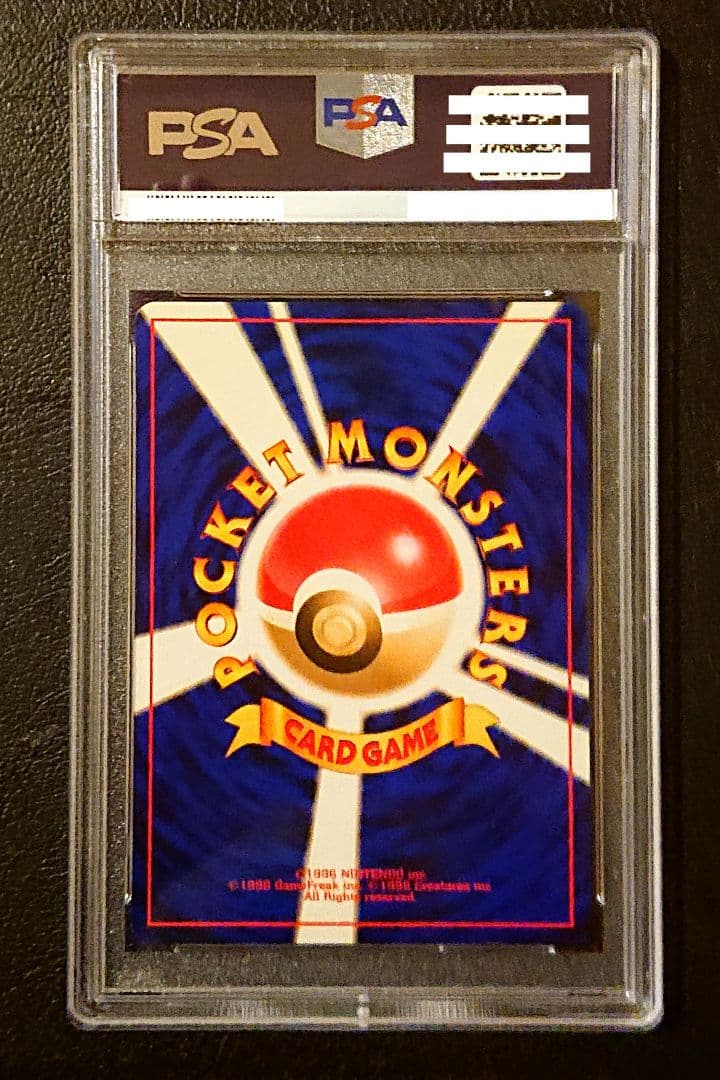 PSA
PSA
POCKET MONSTERS
CARD GAME
©1996 NINTENDO inc
©1996 GameFreak inc. ©1996 Creatures inc
All Rights reserved